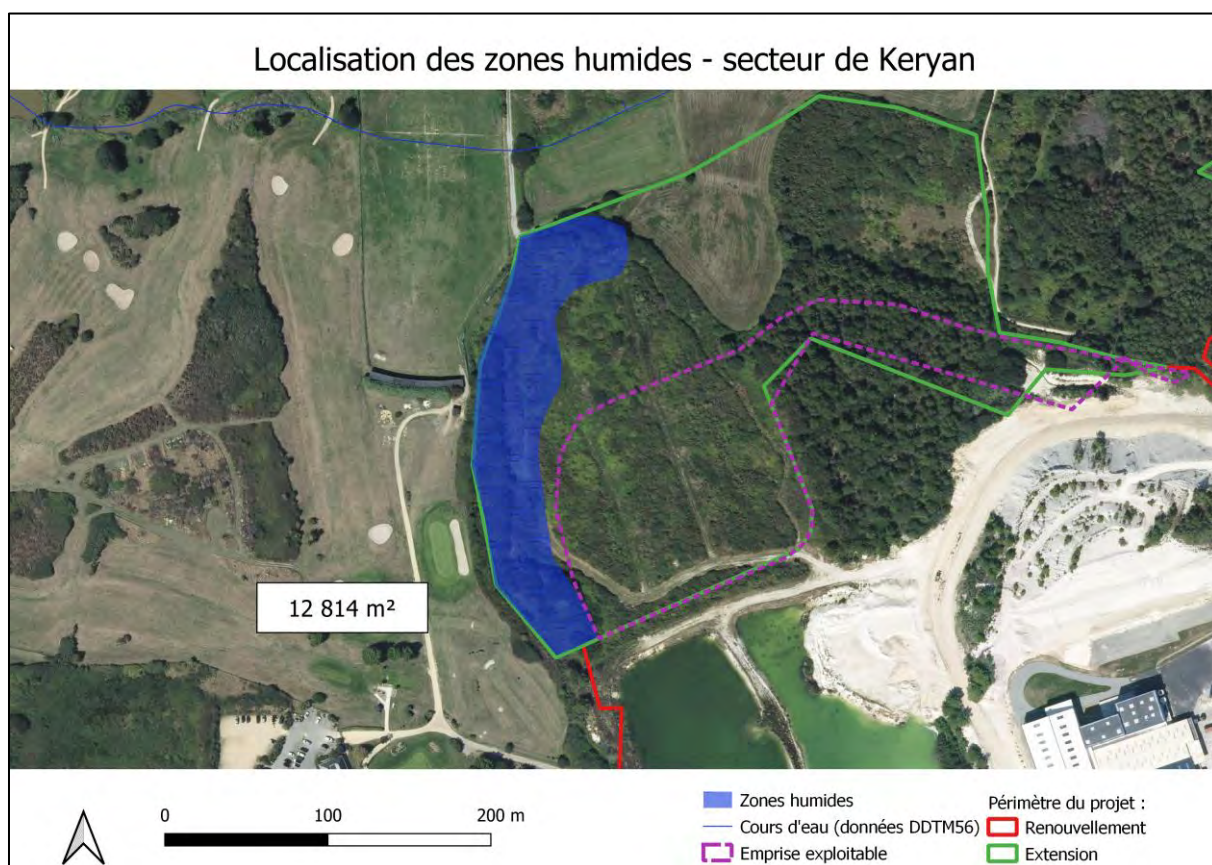 Localisation des zones humides - secteur de Keryan
12 814 m²
0 100 200 m
Zones humides
Cours d'eau (données DDTM56)
Emprise exploitable
Périmètre du projet :
Renouvellement
Extension